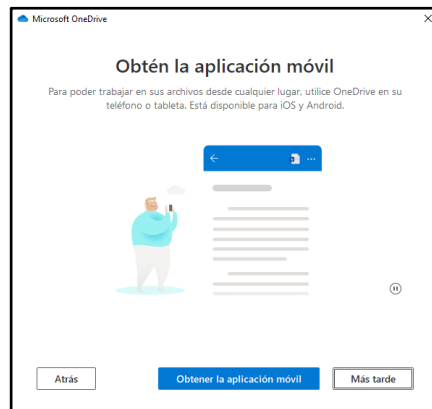 Microsoft OneDrive
Obtén la aplicación móvil
Para poder trabajar en sus archivos desde cualquier lugar, utilice OneDrive en su
teléfono o tableta. Está disponible para iOS y Android.
Atrás
Obtener la aplicación móvil
Más tarde